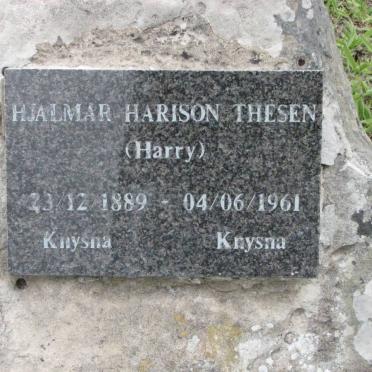 HJALMAR HARISON THESEN
(Harry)
23/12/1889 - 04/06/1961
Knysna Knysna